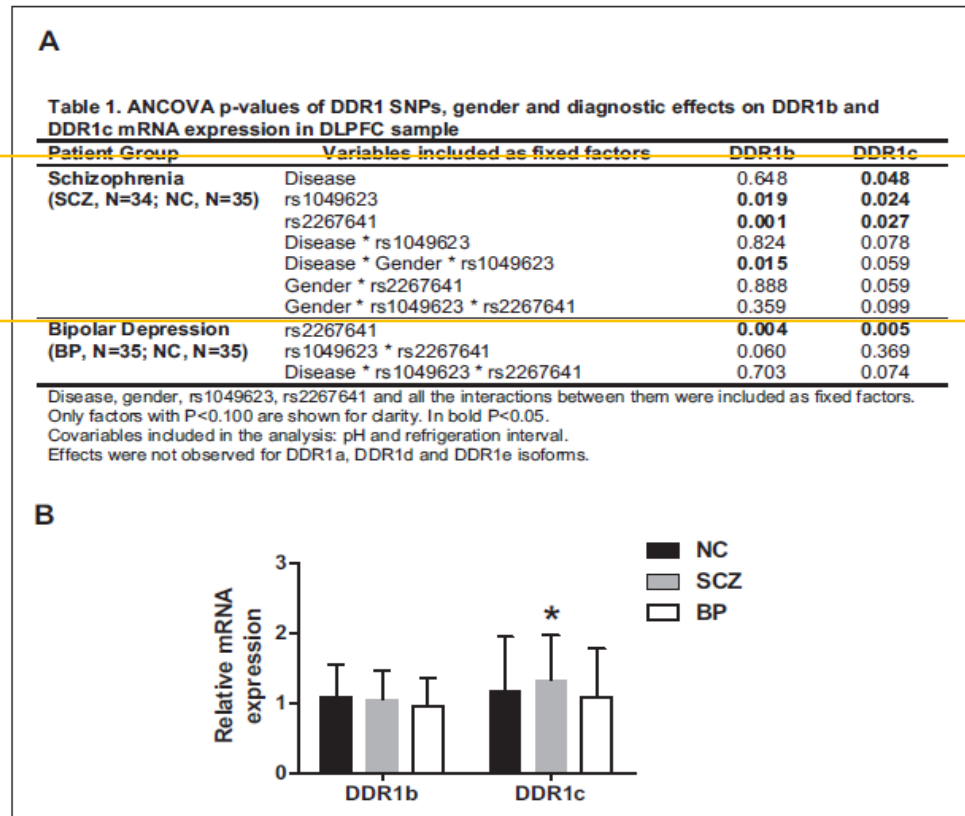 A
Table 1. ANCOVA p-values of DDR1 SNPs, gender and diagnostic effects on DDR1b and
DDR1c mRNA expression in DLPFC sample
Patient Group Variables included as fixed factors DDR1b DDR1c
Schizophrenia Disease 0.648 0.048
(SCZ, N=34; NC, N=35) rs1049623 0.019 0.024
rs2267641 0.001 0.027
Disease * rs1049623 0.824 0.078
Disease * Gender * rs1049623 0.015 0.059
Gender * rs2267641 0.888 0.059
Gender * rs1049623 * rs2267641 0.359 0.099
Bipolar Depression rs2267641 0.004 0.005
(BP, N=35; NC, N=35) rs1049623 * rs2267641 0.060 0.369
Disease * rs1049623 * rs2267641 0.703 0.074
Disease, gender, rs1049623, rs2267641 and all the interactions between them were included as fixed factors.
Only factors with P<0.100 are shown for clarity. In bold P<0.05.
Covariables included in the analysis: pH and refrigeration interval.
Effects were not observed for DDR1a, DDR1d and DDR1e isoforms.
B
NC
SCZ
BP
Relative mRNA
expression
3
2
1
0
*
DDR1b DDR1c